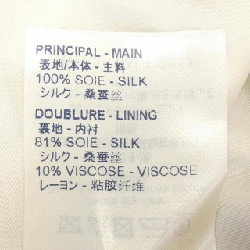 PRINCIPAL - MAIN
表地/本体 - 主料
100% SOIE - SILK
シルク - 桑蚕丝
DOUBLURE - LINING
裏地 - 内衬
81% SOIE - SILK
シルク - 桑蚕丝
10% VISCOSE - VISCOSE
レーヨン - 粘胶纤维